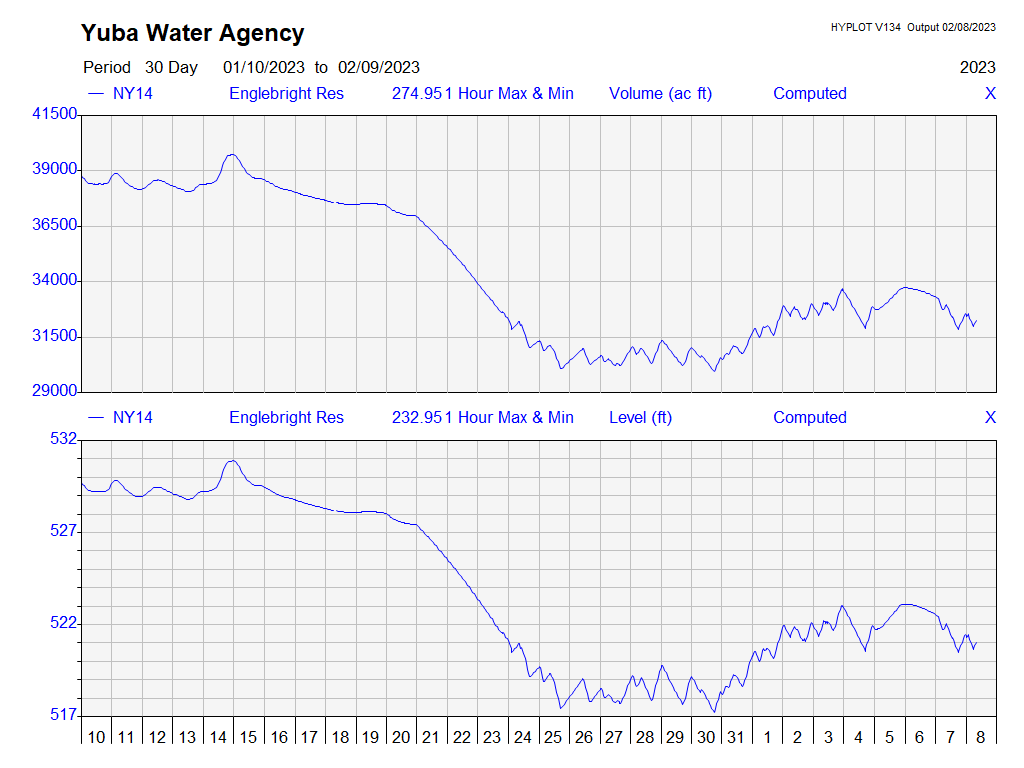 Yuba Water Agency
HYPLOT V134 Output 02/08/2023
Period 30 Day 01/10/2023 to 02/09/2023
2023
NY14 Englebright Res 274.951 Hour Max & Min Volume (ac ft) Computed X
41500
39000
36500
34000
31500
29000
NY14 Englebright Res 232.951 Hour Max & Min Level (ft) Computed X
532
527
522
517
10 11 12 13 14 15 16 17 18 19 20 21 22 23 24 25 26 27 28 29 30 31 1 2 3 4 5 6 7 8